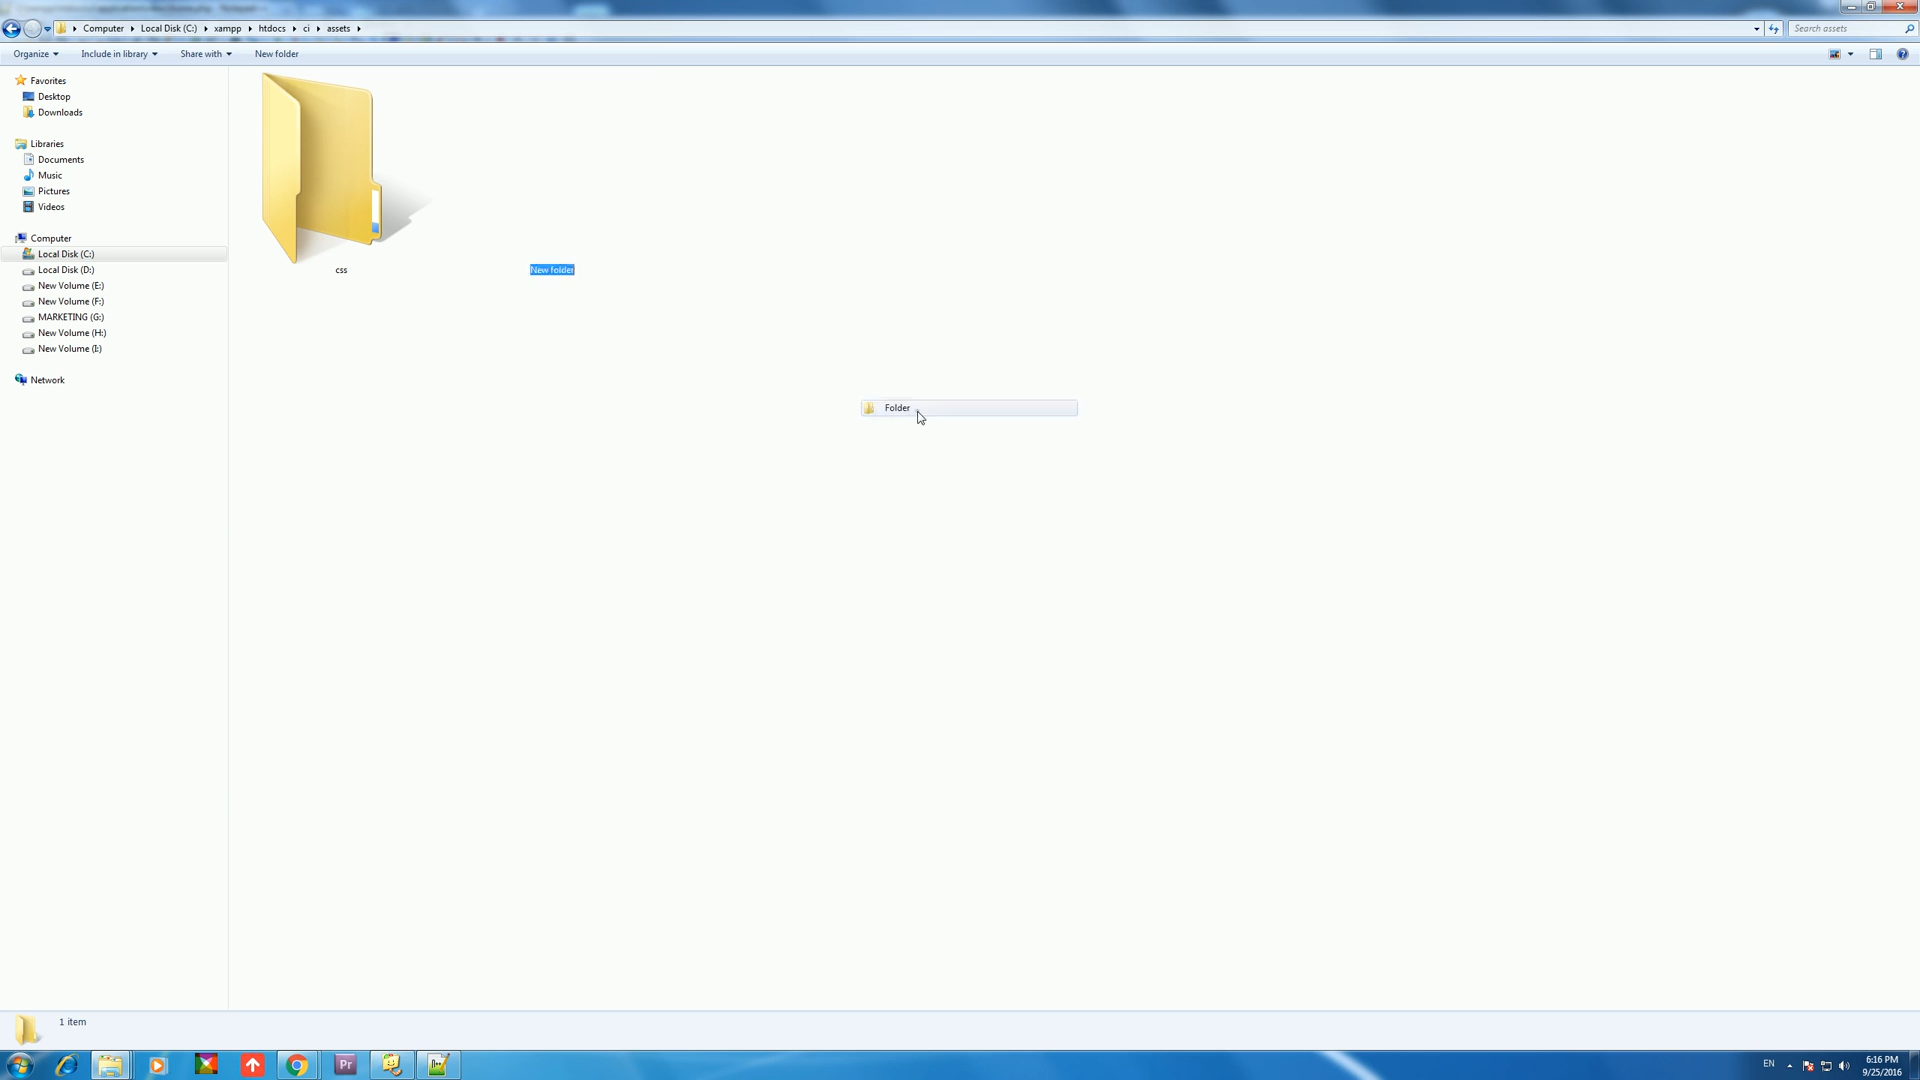 Computer Local Disk (C:) xampp htdocs ci assets
Search assets
Organize Include in library Share with New folder
Favorites
Desktop
Downloads
Libraries
Documents
Music
Pictures
Videos
Computer
Local Disk (C:)
Local Disk (D:)
New Volume (E:)
New Volume (F:)
MARKETING (G:)
New Volume (H:)
New Volume (I:)
Network
css
New folder
Folder
1 item
Pr
EN
6:16 PM
9/25/2016